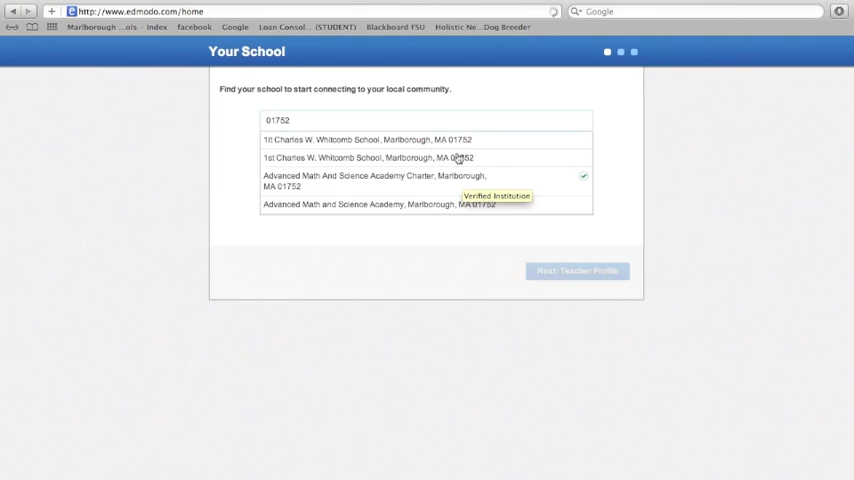 http://www.edmodo.com/home
Google
Marlborough ...ols – Index
facebook
Google
Loan Consol... (STUDENT)
Blackboard FSU
Holistic Ne...Dog Breeder
Your School
Find your school to start connecting to your local community.
01752
1lt Charles W. Whitcomb School, Marlborough, MA 01752
1st Charles W. Whitcomb School, Marlborough, MA 01752
Advanced Math And Science Academy Charter, Marlborough,
MA 01752
Verified Institution
Advanced Math and Science Academy, Marlborough, MA 01752
Next: Teacher Profile